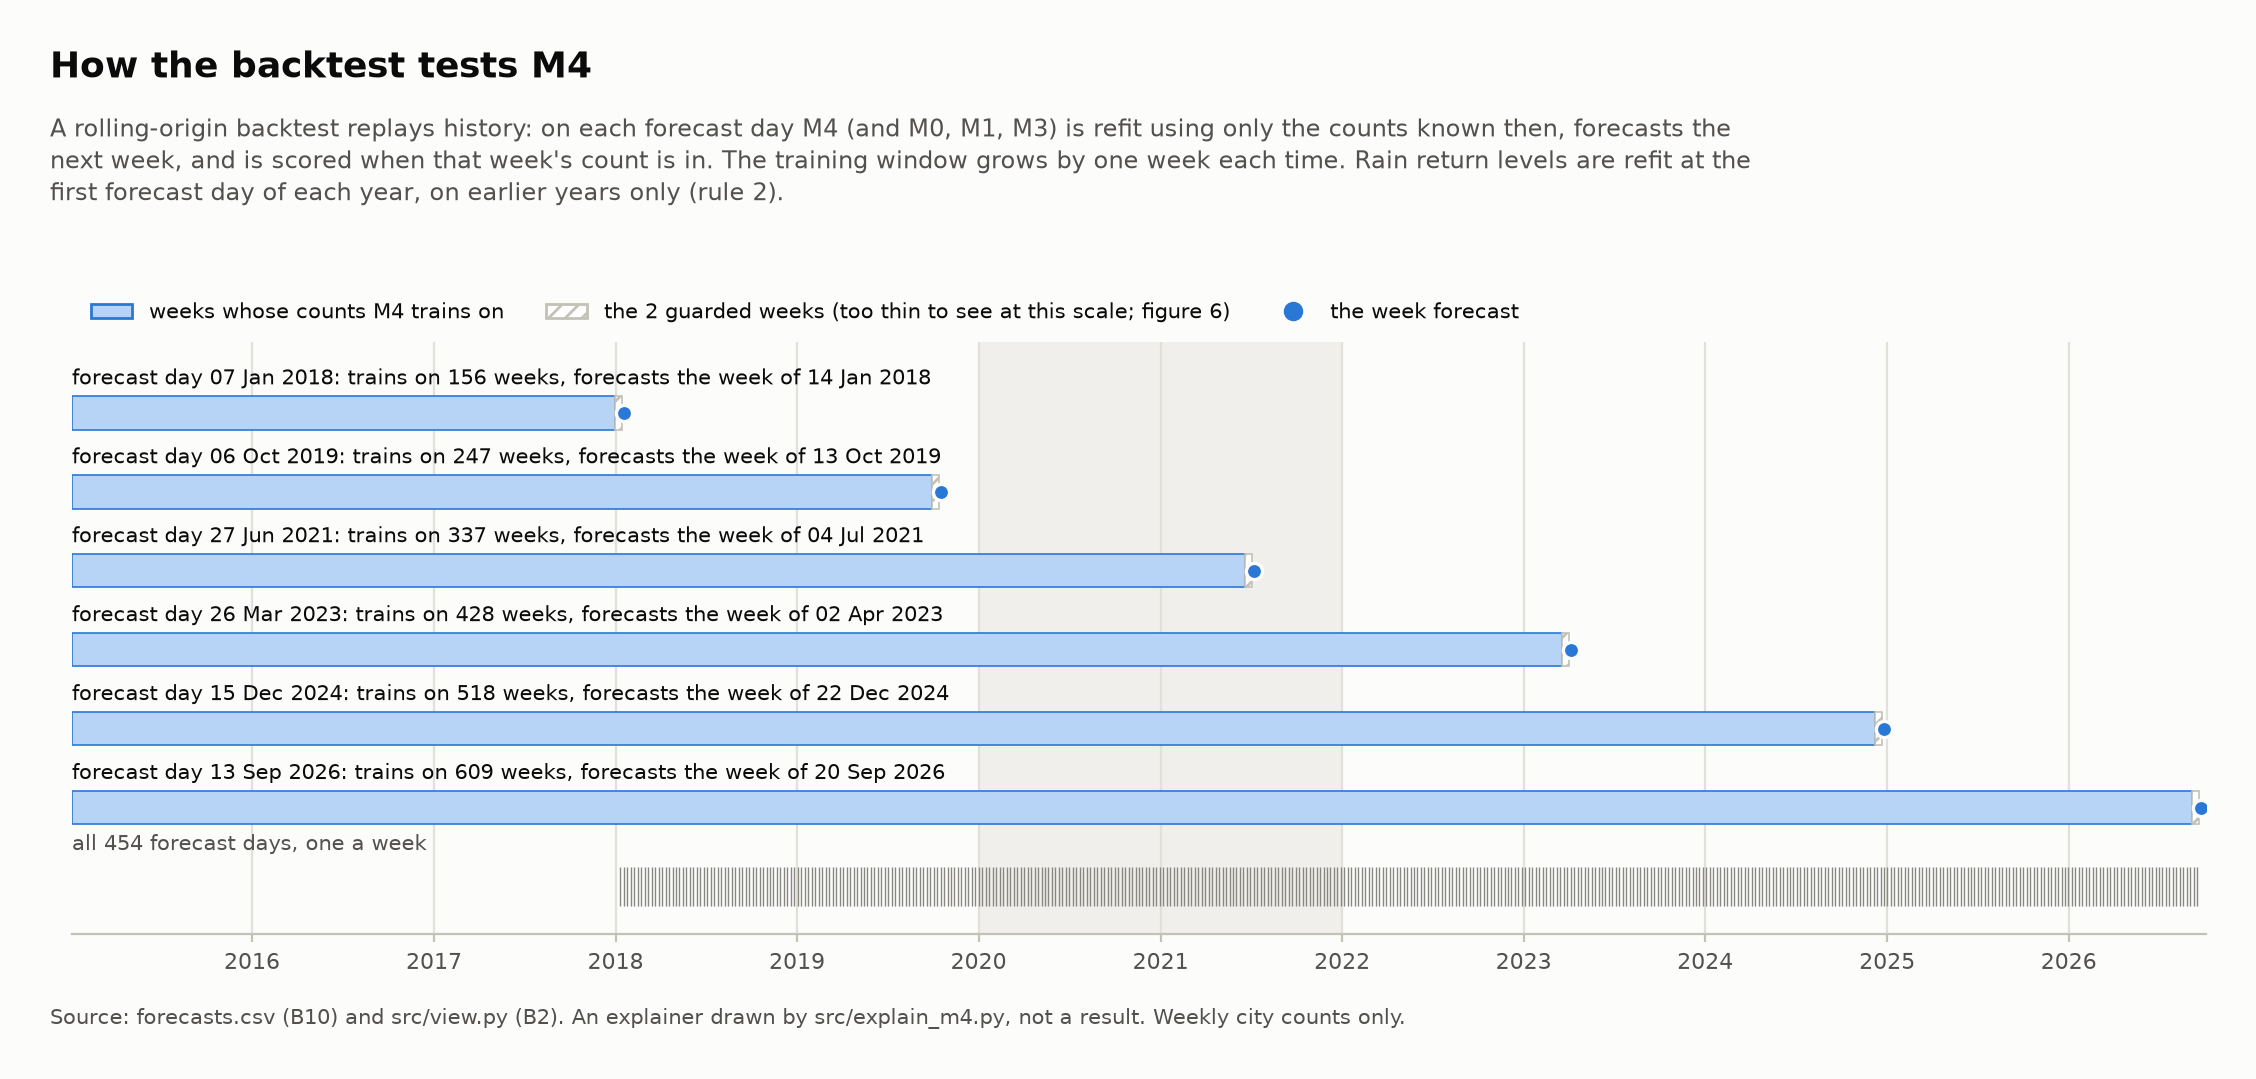 How the backtest tests M4
A rolling-origin backtest replays history: on each forecast day M4 (and M0, M1, M3) is refit using only the counts known then, forecasts the
next week, and is scored when that week's count is in. The training window grows by one week each time. Rain return levels are refit at the
first forecast day of each year, on earlier years only (rule 2).
weeks whose counts M4 trains on
the 2 guarded weeks (too thin to see at this scale; figure 6)
the week forecast
forecast day 07 Jan 2018: trains on 156 weeks, forecasts the week of 14 Jan 2018
forecast day 06 Oct 2019: trains on 247 weeks, forecasts the week of 13 Oct 2019
forecast day 27 Jun 2021: trains on 337 weeks, forecasts the week of 04 Jul 2021
forecast day 26 Mar 2023: trains on 428 weeks, forecasts the week of 02 Apr 2023
forecast day 15 Dec 2024: trains on 518 weeks, forecasts the week of 22 Dec 2024
forecast day 13 Sep 2026: trains on 609 weeks, forecasts the week of 20 Sep 2026
all 454 forecast days, one a week
2016 2017 2018 2019 2020 2021 2022 2023 2024 2025 2026
Source: forecasts.csv (B10) and src/view.py (B2). An explainer drawn by src/explain_m4.py, not a result. Weekly city counts only.